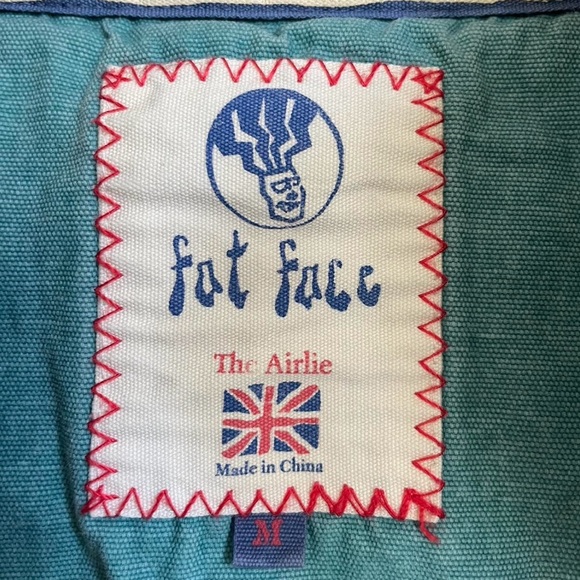 fat face
The Airlie
Made in China
M